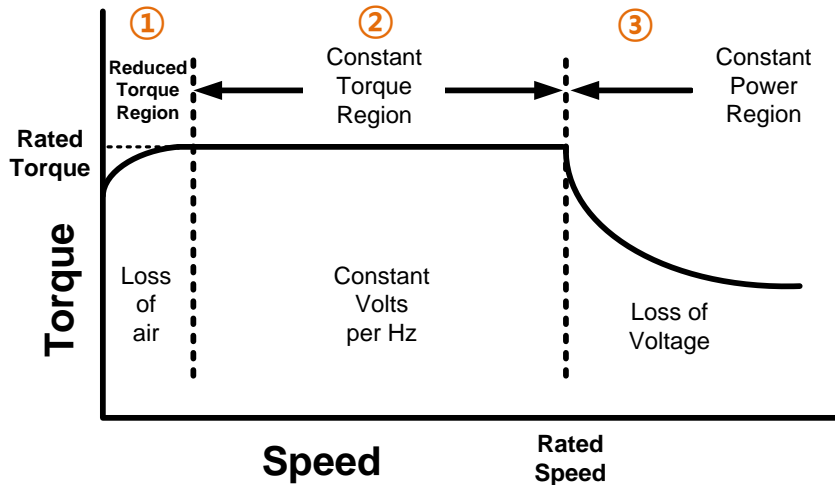 ①
②
③
Reduced
Torque
Region
Constant
Torque
Region
Constant
Power
Region
Rated
Torque
Torque
Loss
of
air
Constant
Volts
per Hz
Loss of
Voltage
Speed
Rated
Speed